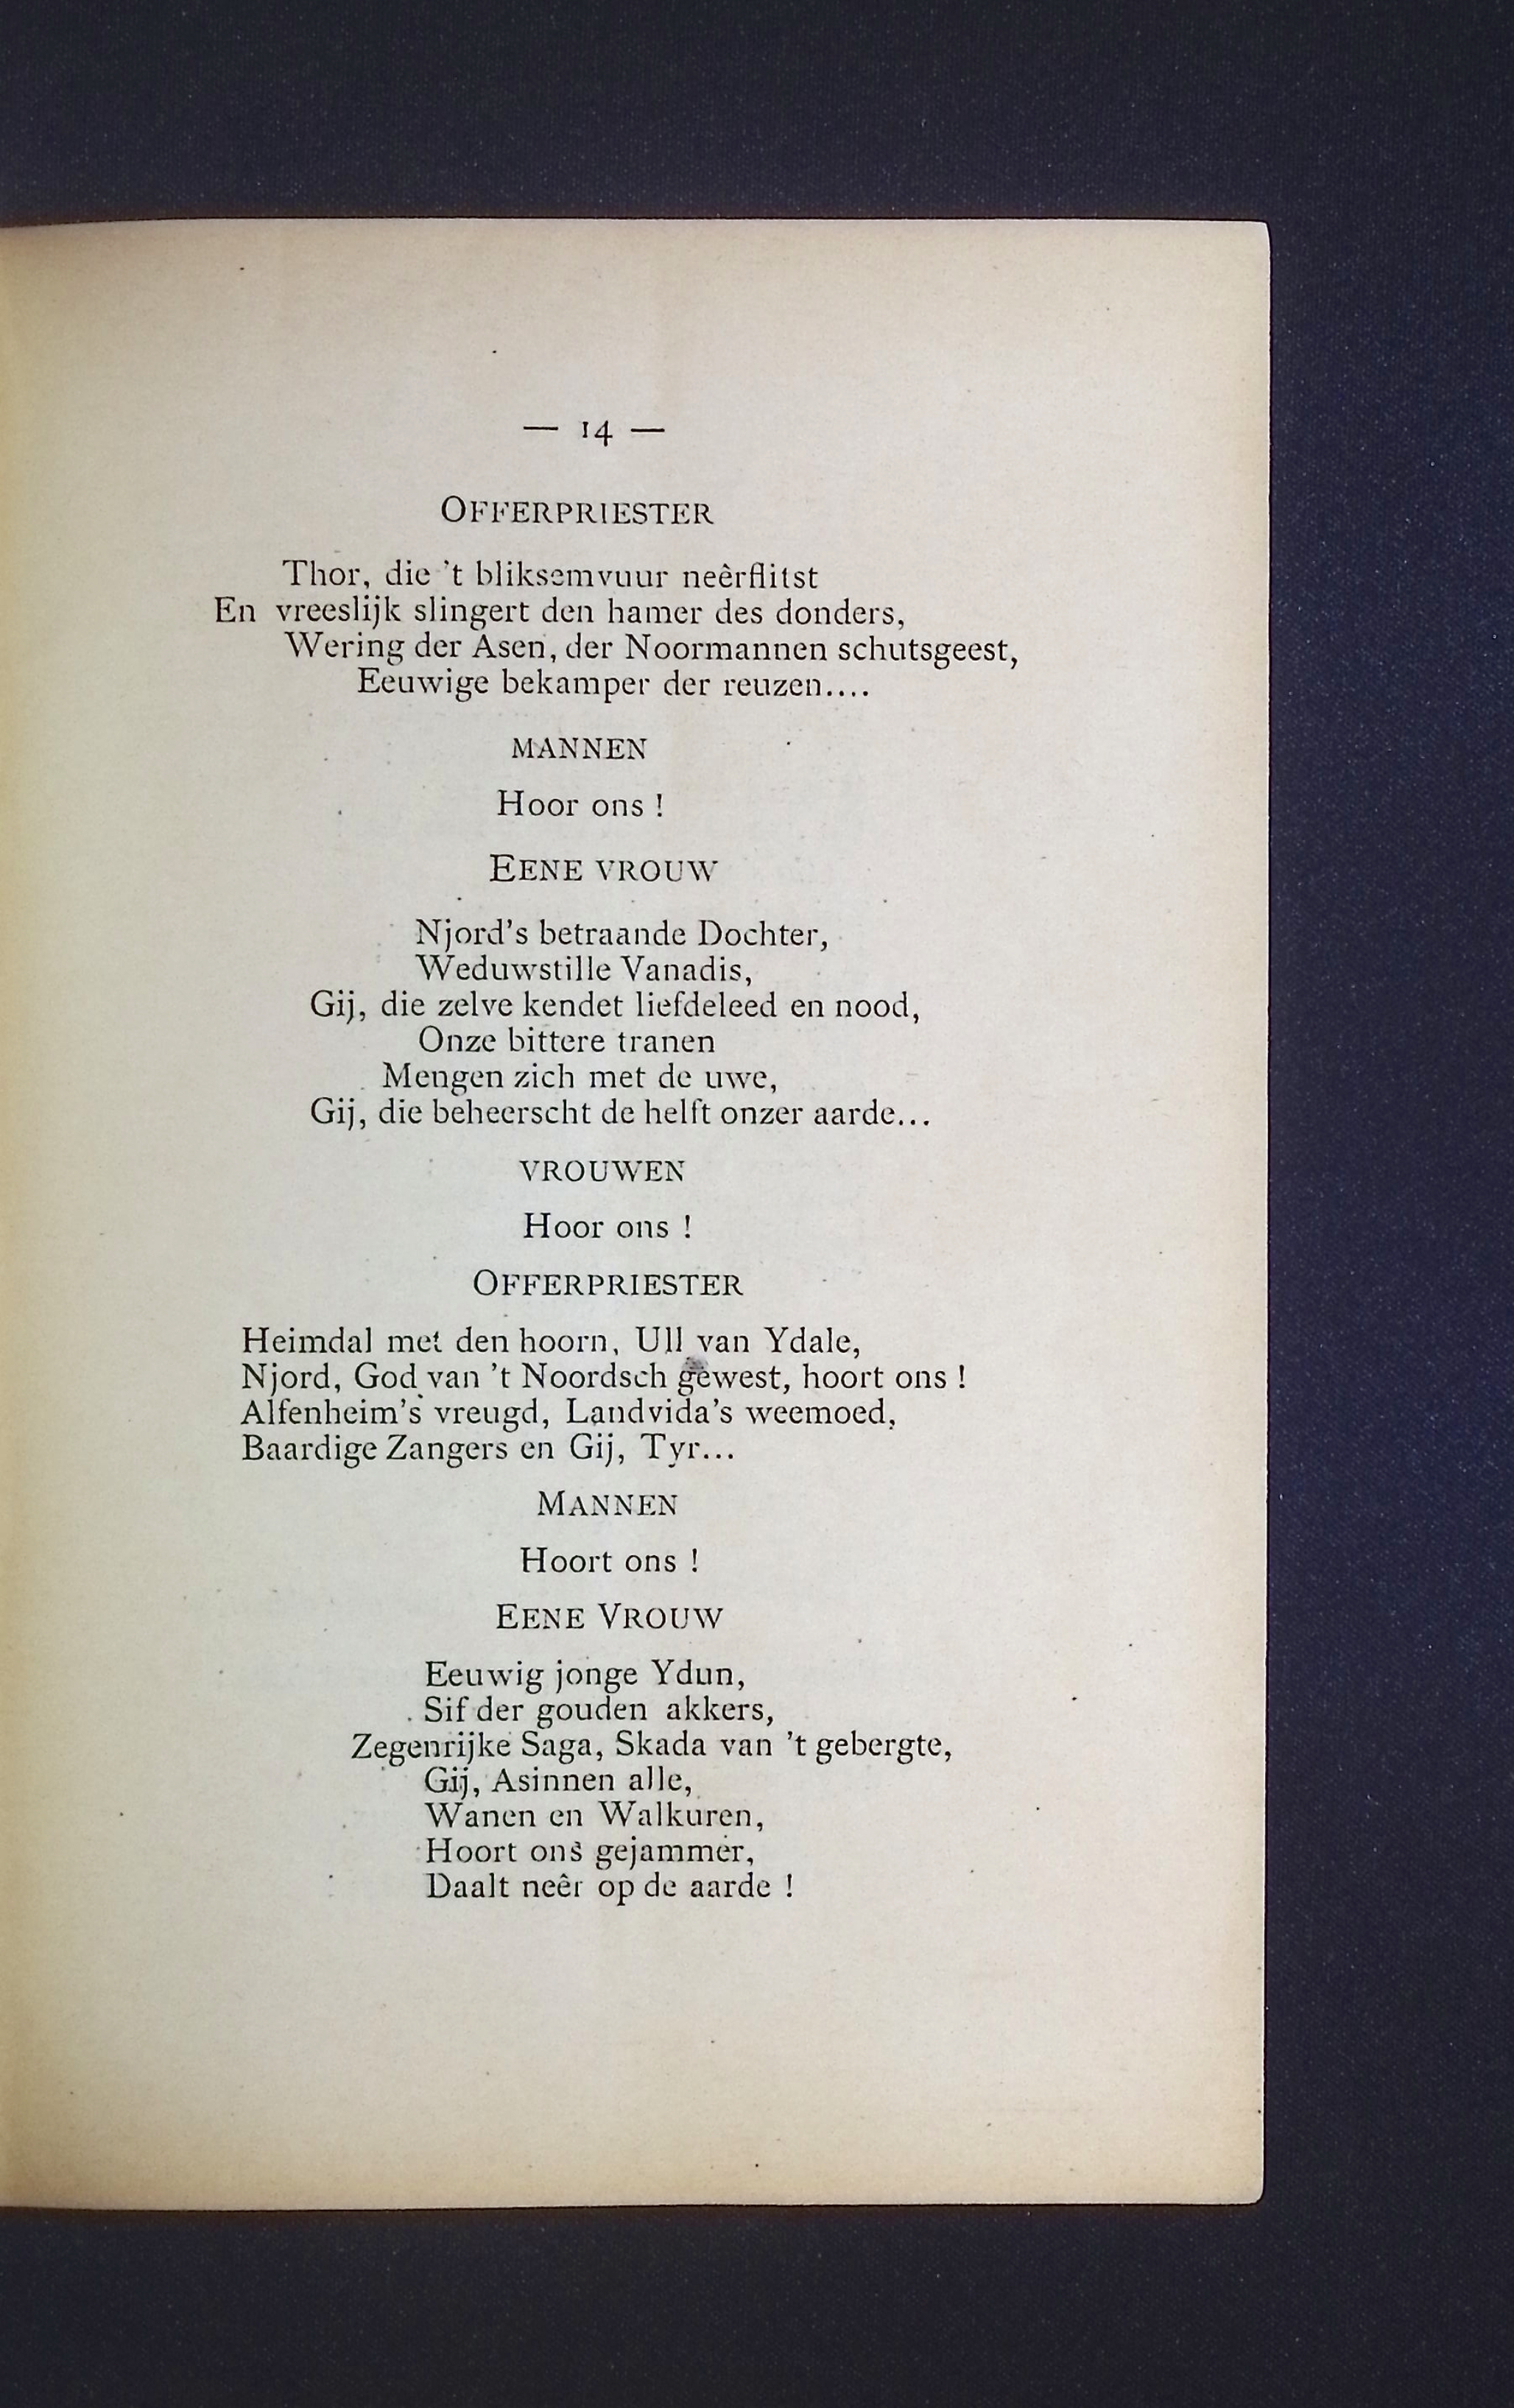 — 14 —
OFFERPRIESTER
Thor, die 't bliksemvuur neêrflitst
En vreeslijk slingert den hamer des donders,
Wering der Asen, der Noormannen schutsgeest,
Eeuwige bekamper der reuzen....
MANNEN
Hoor ons !
EENE VROUW
Njord's betraande Dochter,
Weduwstille Vanadis,
Gij, die zelve kendet liefdeleed en nood,
Onze bittere tranen
Mengen zich met de uwe,
Gij, die beheerscht de helft onzer aarde...
VROUWEN
Hoor ons !
OFFERPRIESTER
Heimdal met den hoorn, Ull van Ydale,
Njord, God van 't Noordsch gewest, hoort ons !
Alfenheim's vreugd, Landvida's weemoed,
Baardige Zangers en Gij, Tyr...
MANNEN
Hoort ons !
EENE VROUW
Eeuwig jonge Ydun,
Sif der gouden akkers,
Zegenrijke Saga, Skada van 't gebergte,
Gij, Asinnen alle,
Wanen en Walkuren,
Hoort ons gejammer,
Daalt neêr op de aarde !